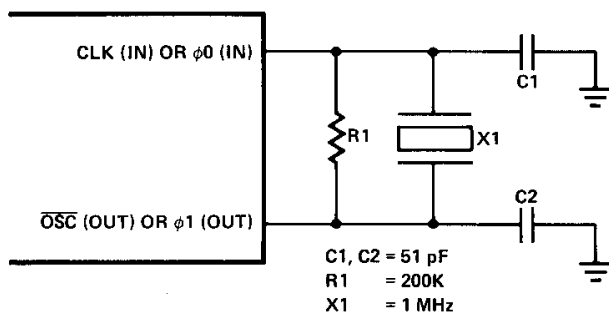 CLK (IN) OR ϕ0 (IN)
C1
R1
X1
C2
O̅S̅C̅ (OUT) OR ϕ1 (OUT)
C1, C2 = 51 pF
R1 = 200K
X1 = 1 MHz